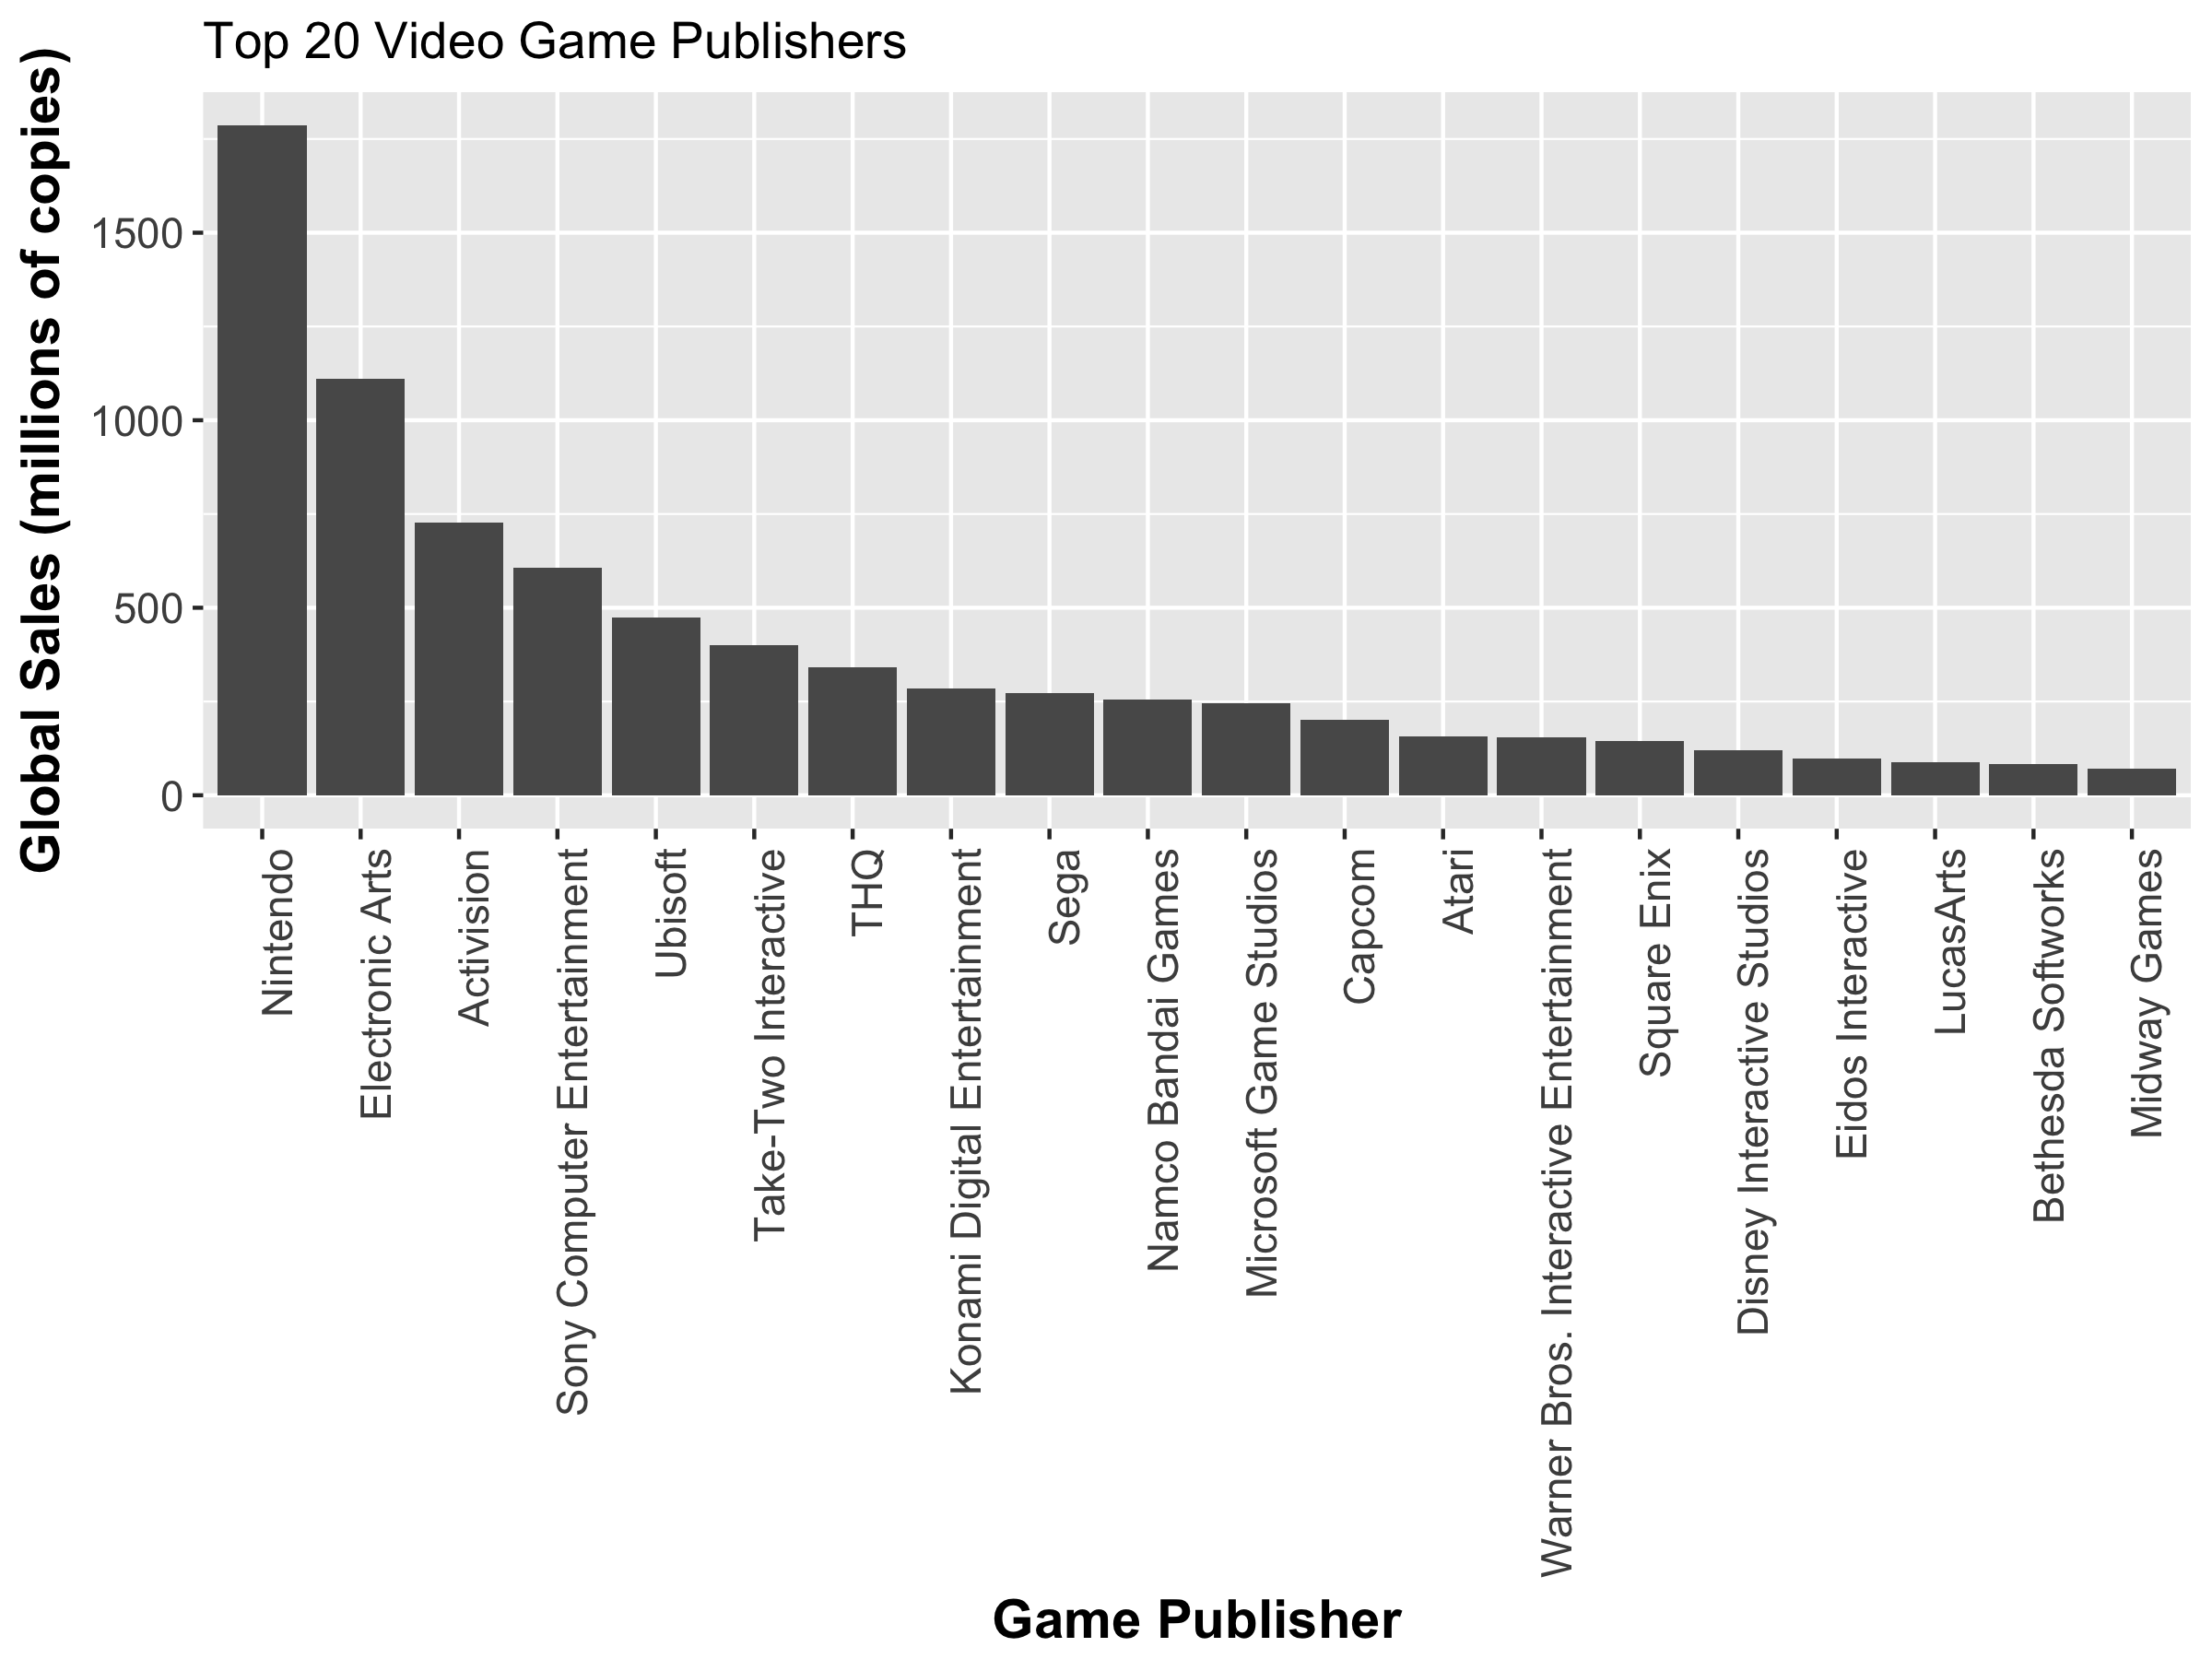 Top 20 Video Game Publishers
Global Sales (millions of copies)
1500
1000
500
0
Nintendo
Electronic Arts
Activision
Sony Computer Entertainment
Ubisoft
Take-Two Interactive
THQ
Konami Digital Entertainment
Sega
Namco Bandai Games
Microsoft Game Studios
Capcom
Atari
Warner Bros. Interactive Entertainment
Square Enix
Disney Interactive Studios
Eidos Interactive
LucasArts
Bethesda Softworks
Midway Games
Game Publisher